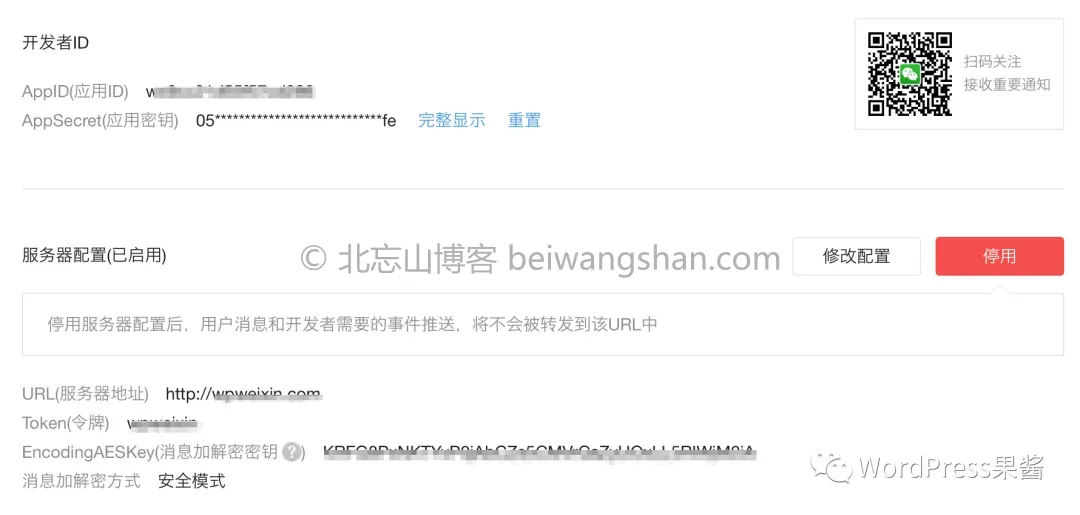 开发者ID
扫码关注
接收重要通知
AppID(应用ID)
AppSecret(应用密钥) 05****************************fe 完整显示 重置
服务器配置(已启用)
© 北忘山博客 beiwangshan.com
修改配置 停用
停用服务器配置后，用户消息和开发者需要的事件推送，将不会被转发到该URL中
URL(服务器地址) http://wpweixin.com
Token(令牌) wpweixin
EncodingAESKey(消息加解密密钥 ?)
消息加解密方式 安全模式
WordPress果酱